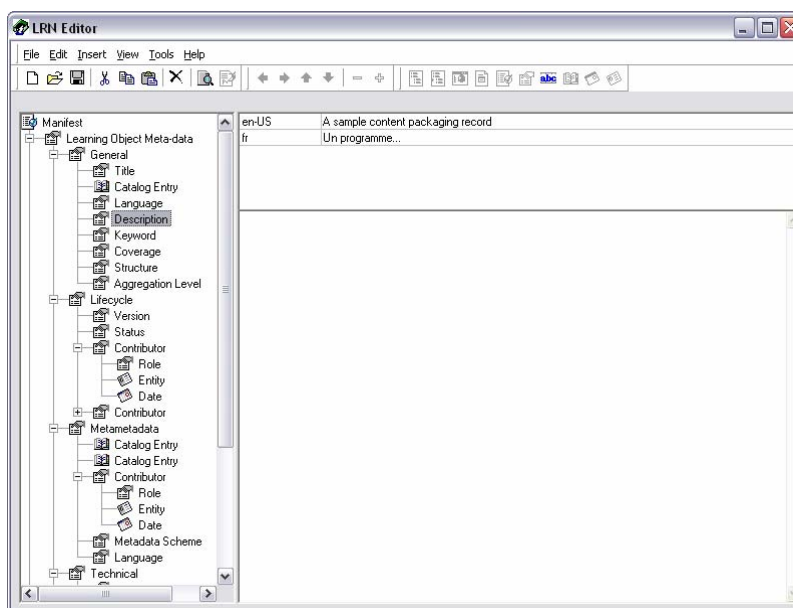 LRN Editor
File Edit Insert View Tools Help
abc
Manifest
Learning Object Meta-data
General
Title
Catalog Entry
Language
Description
Keyword
Coverage
Structure
Aggregation Level
Lifecycle
Version
Status
Contributor
Role
Entity
Date
Contributor
Metametadata
Catalog Entry
Catalog Entry
Contributor
Role
Entity
Date
Metadata Scheme
Language
Technical
en-US A sample content packaging record
fr Un programme...